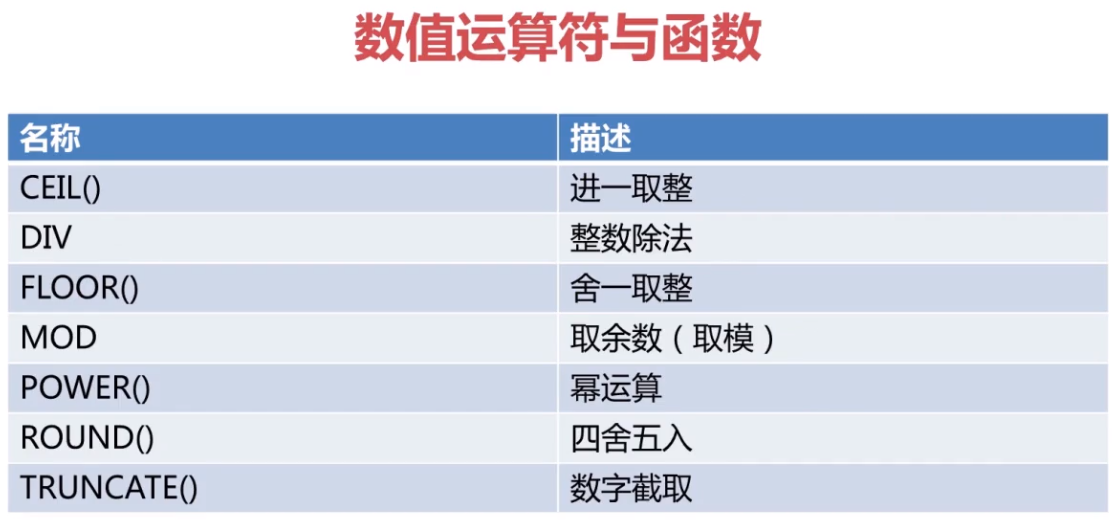 数值运算符与函数
名称 描述
CEIL() 进一取整
DIV 整数除法
FLOOR() 舍一取整
MOD 取余数（取模）
POWER() 幂运算
ROUND() 四舍五入
TRUNCATE() 数字截取